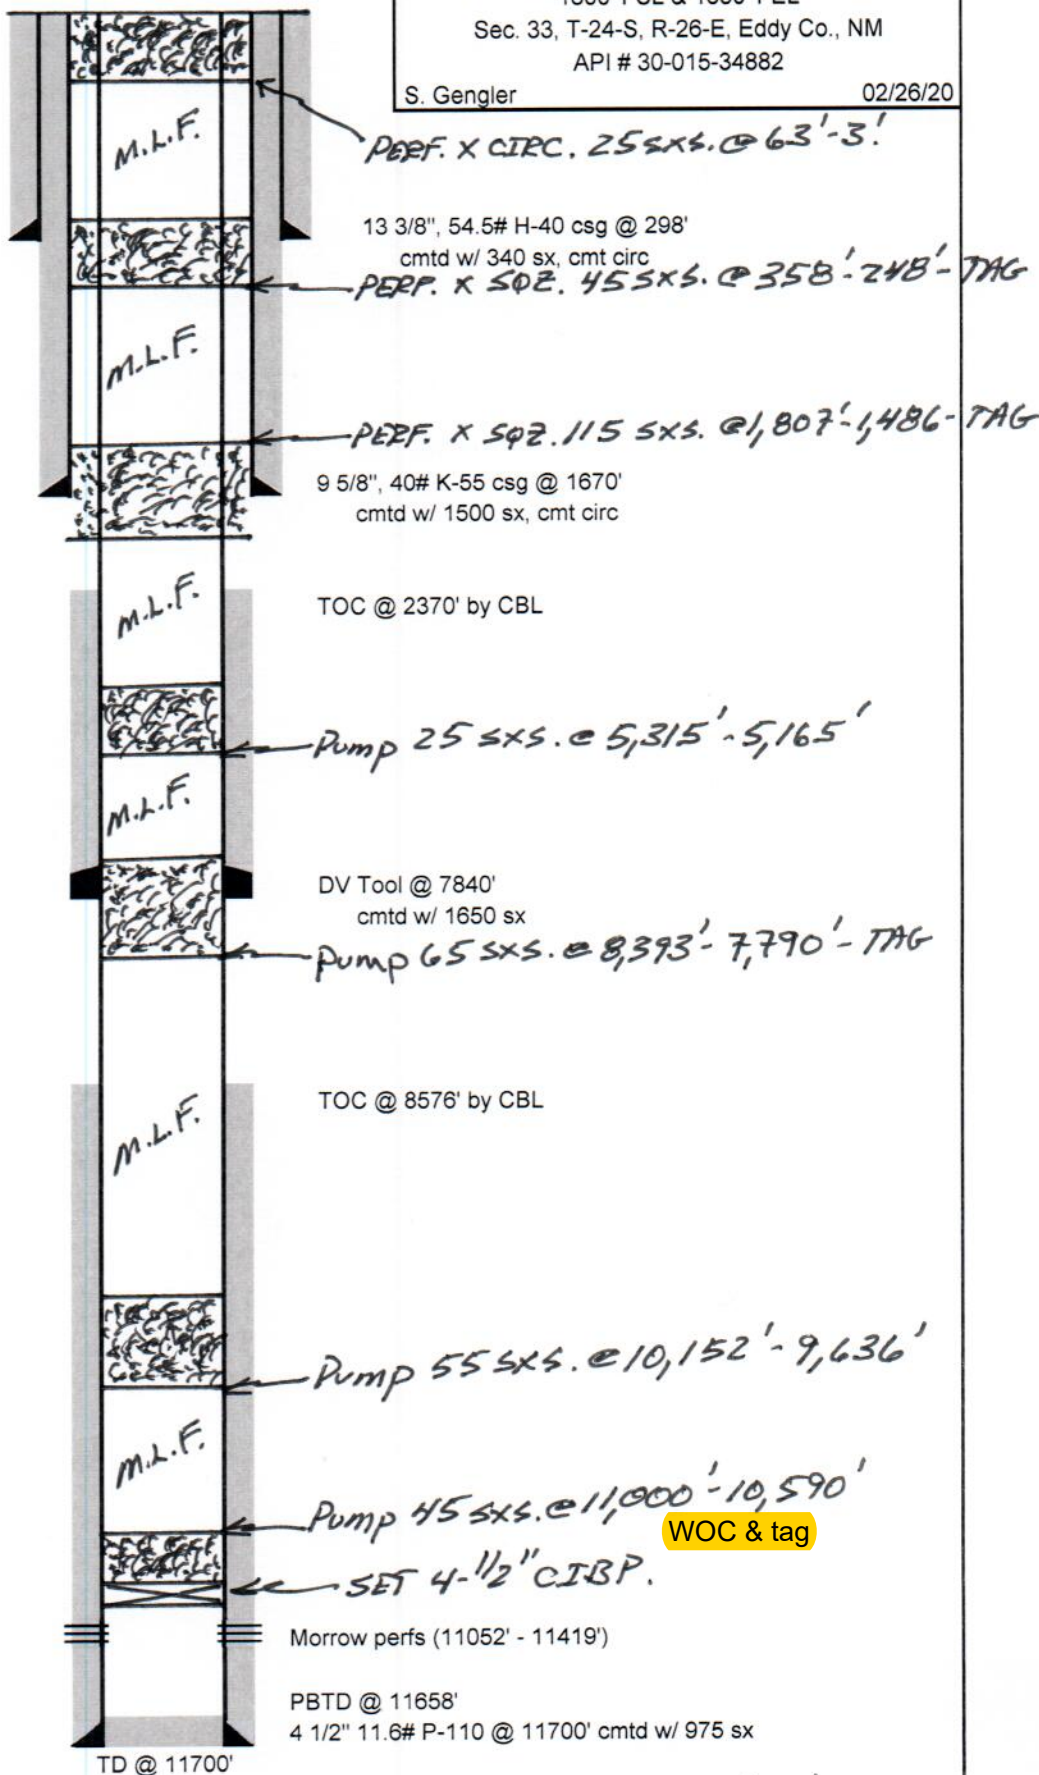 Sec. 33, T-24-S, R-26-E, Eddy Co., NM
API # 30-015-34882
S. Gengler 02/26/20
M.L.F.
PERF. X CIRC. 25 SXS. @ 63'-3'.
13 3/8", 54.5# H-40 csg @ 298'
cmtd w/ 340 sx, cmt circ
PERF. X SQZ. 45 SXS. @ 358'-248'-TAG
M.L.F.
PERF. X SQZ. 115 SXS. @1,807'-1,486-TAG
9 5/8", 40# K-55 csg @ 1670'
cmtd w/ 1500 sx, cmt circ
M.L.F.
TOC @ 2370' by CBL
Pump 25 SXS. @ 5,315'-5,165'
M.L.F.
DV Tool @ 7840'
cmtd w/ 1650 sx
Pump 65 SXS. @ 8,393'-7,790'-TAG
M.L.F.
TOC @ 8576' by CBL
Pump 55 SXS. @ 10,152'-9,636'
M.L.F.
Pump 45 SXS. @ 11,000'-10,590'
WOC & tag
SET 4-1/2" CIBP.
Morrow perfs (11052' - 11419')
PBTD @ 11658'
4 1/2" 11.6# P-110 @ 11700' cmtd w/ 975 sx
TD @ 11700'